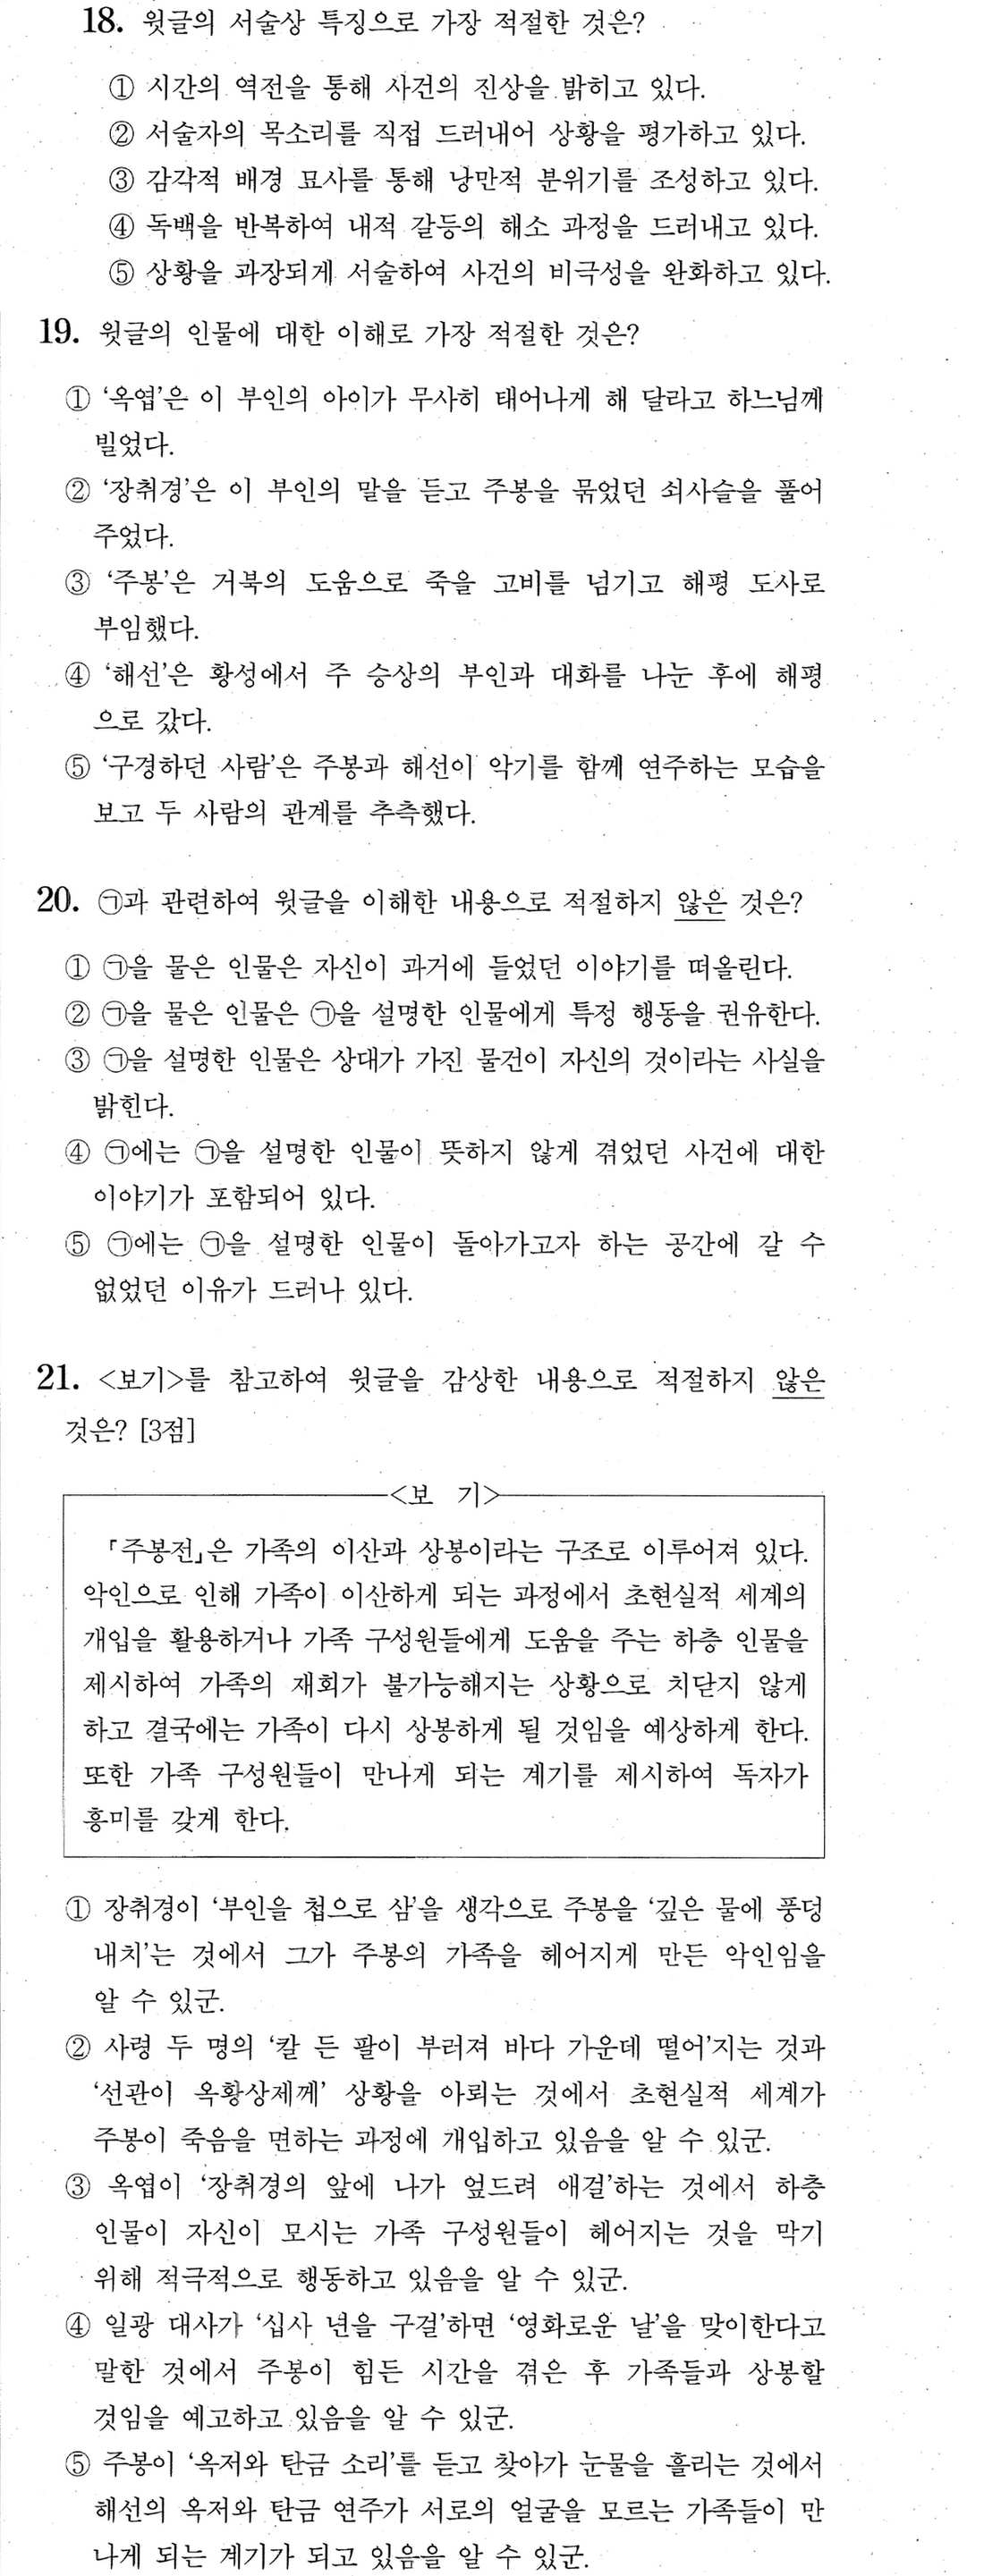 18. 윗글의 서술상 특징으로 가장 적절한 것은?
① 시간의 역전을 통해 사건의 진상을 밝히고 있다.
② 서술자의 목소리를 직접 드러내어 상황을 평가하고 있다.
③ 감각적 배경 묘사를 통해 낭만적 분위기를 조성하고 있다.
④ 독백을 반복하여 내적 갈등의 해소 과정을 드러내고 있다.
⑤ 상황을 과장되게 서술하여 사건의 비극성을 완화하고 있다.
19. 윗글의 인물에 대한 이해로 가장 적절한 것은?
① ‘옥엽’은 이 부인의 아이가 무사히 태어나게 해 달라고 하느님께
빌었다.
② ‘장취경’은 이 부인의 말을 듣고 주봉을 묶었던 쇠사슬을 풀어
주었다.
③ ‘주봉’은 거북의 도움으로 죽을 고비를 넘기고 해평 도사로
부임했다.
④ ‘해선’은 황성에서 주 승상의 부인과 대화를 나눈 후에 해평
으로 갔다.
⑤ ‘구경하던 사람’은 주봉과 해선이 악기를 함께 연주하는 모습을
보고 두 사람의 관계를 추측했다.
20. ㉠과 관련하여 윗글을 이해한 내용으로 적절하지 않은 것은?
① ㉠을 물은 인물은 자신이 과거에 들었던 이야기를 떠올린다.
② ㉠을 물은 인물은 ㉠을 설명한 인물에게 특정 행동을 권유한다.
③ ㉠을 설명한 인물은 상대가 가진 물건이 자신의 것이라는 사실을
밝힌다.
④ ㉠에는 ㉠을 설명한 인물이 뜻하지 않게 겪었던 사건에 대한
이야기가 포함되어 있다.
⑤ ㉠에는 ㉠을 설명한 인물이 돌아가고자 하는 공간에 갈 수
없었던 이유가 드러나 있다.
21. <보기>를 참고하여 윗글을 감상한 내용으로 적절하지 않은
것은? [3점]
<보 기>
「주봉전」은 가족의 이산과 상봉이라는 구조로 이루어져 있다.
악인으로 인해 가족이 이산하게 되는 과정에서 초현실적 세계의
개입을 활용하거나 가족 구성원들에게 도움을 주는 하층 인물을
제시하여 가족의 재회가 불가능해지는 상황으로 치닫지 않게
하고 결국에는 가족이 다시 상봉하게 될 것임을 예상하게 한다.
또한 가족 구성원들이 만나게 되는 계기를 제시하여 독자가
흥미를 갖게 한다.
① 장취경이 ‘부인을 첩으로 삼’을 생각으로 주봉을 ‘깊은 물에 풍덩
내치’는 것에서 그가 주봉의 가족을 헤어지게 만든 악인임을
알 수 있군.
② 사령 두 명의 ‘칼 든 팔이 부러져 바다 가운데 떨어’지는 것과
‘선관이 옥황상제께’ 상황을 아뢰는 것에서 초현실적 세계가
주봉이 죽음을 면하는 과정에 개입하고 있음을 알 수 있군.
③ 옥엽이 ‘장취경의 앞에 나가 엎드려 애걸’하는 것에서 하층
인물이 자신이 모시는 가족 구성원들이 헤어지는 것을 막기
위해 적극적으로 행동하고 있음을 알 수 있군.
④ 일광 대사가 ‘십사 년을 구걸’하면 ‘영화로운 날’을 맞이한다고
말한 것에서 주봉이 힘든 시간을 겪은 후 가족들과 상봉할
것임을 예고하고 있음을 알 수 있군.
⑤ 주봉이 ‘옥저와 탄금 소리’를 듣고 찾아가 눈물을 흘리는 것에서
해선의 옥저와 탄금 연주가 서로의 얼굴을 모르는 가족들이 만
나게 되는 계기가 되고 있음을 알 수 있군.